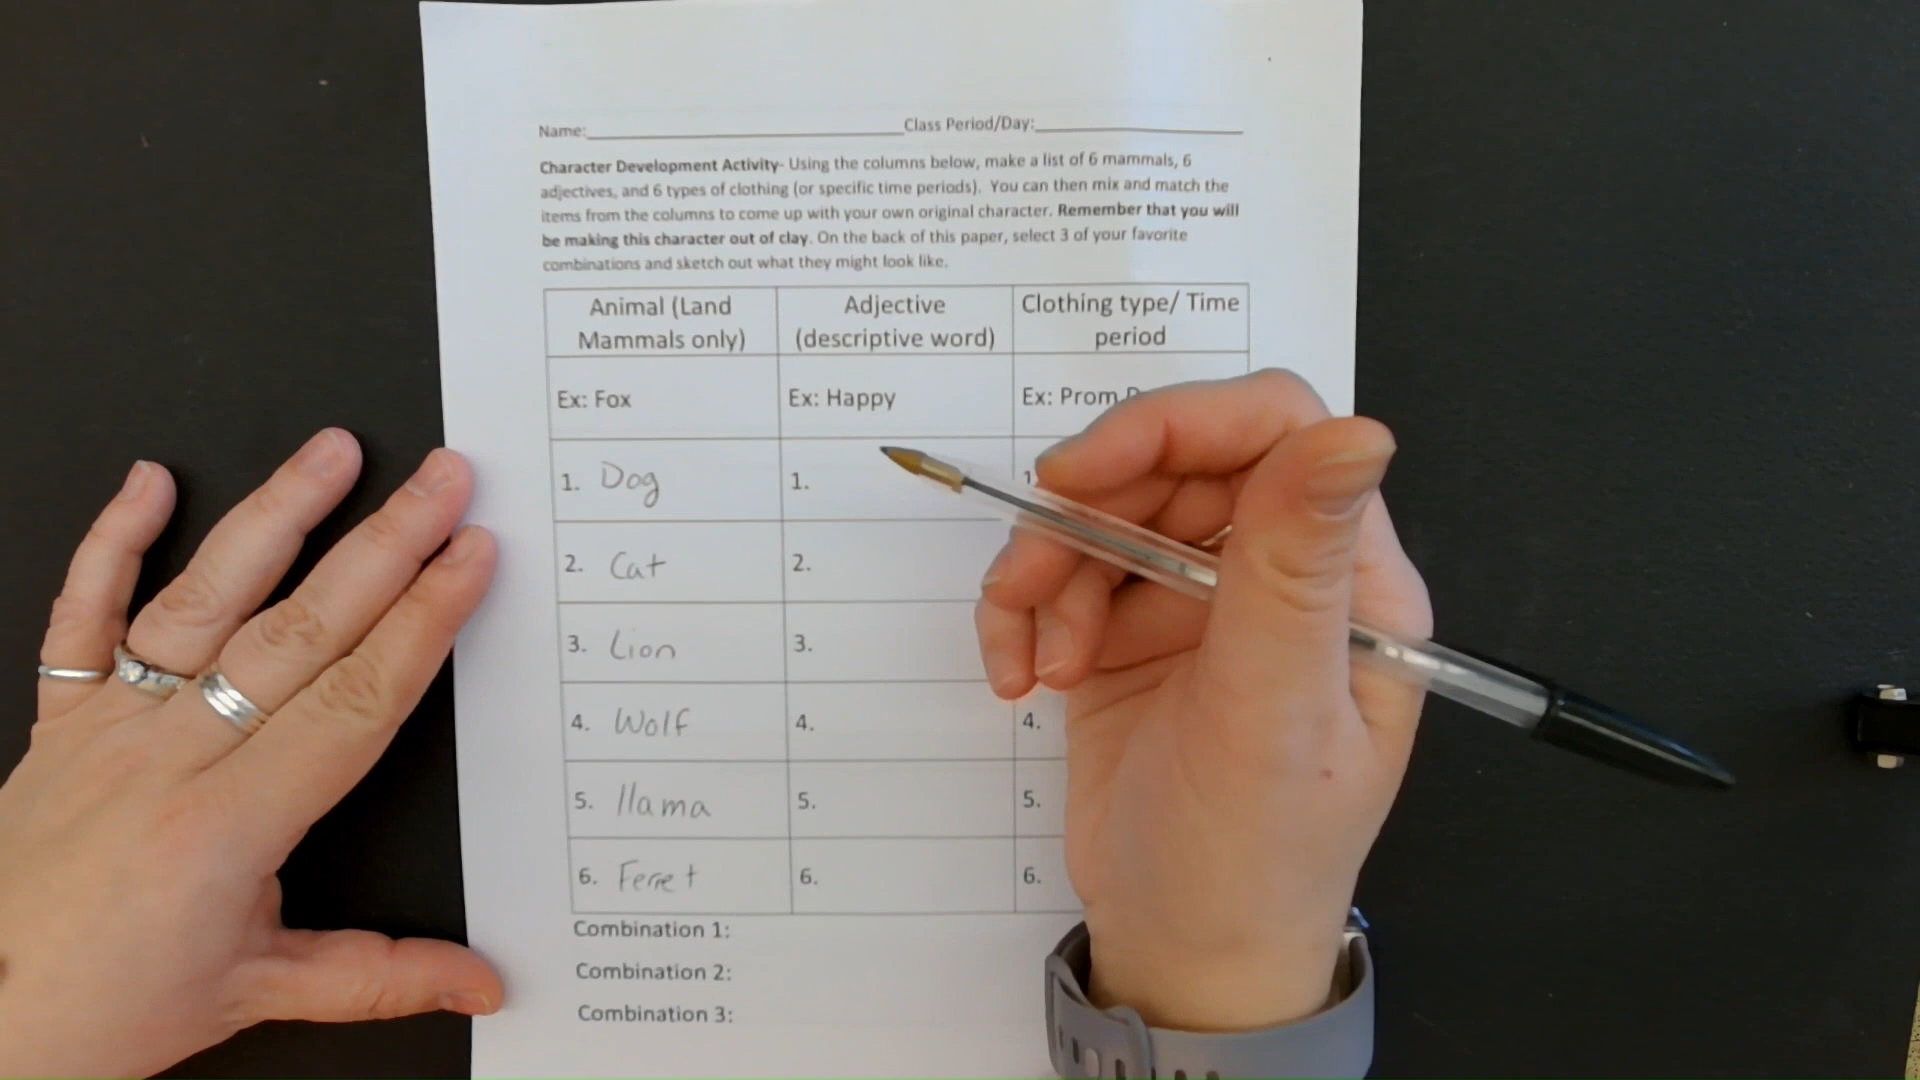 Name: Class Period/Day:
Character Development Activity- Using the columns below, make a list of 6 mammals, 6
adjectives, and 6 types of clothing (or specific time periods). You can then mix and match the
items from the columns to come up with your own original character. Remember that you will
be making this character out of clay. On the back of this paper, select 3 of your favorite
combinations and sketch out what they might look like.
Animal (Land Mammals only) Adjective (descriptive word) Clothing type/ Time period
Ex: Fox Ex: Happy Ex: Prom
1. Dog 1. 1
2. Cat 2.
3. Lion 3.
4. Wolf 4. 4.
5. llama 5. 5.
6. Ferret 6. 6.
Combination 1:
Combination 2:
Combination 3: